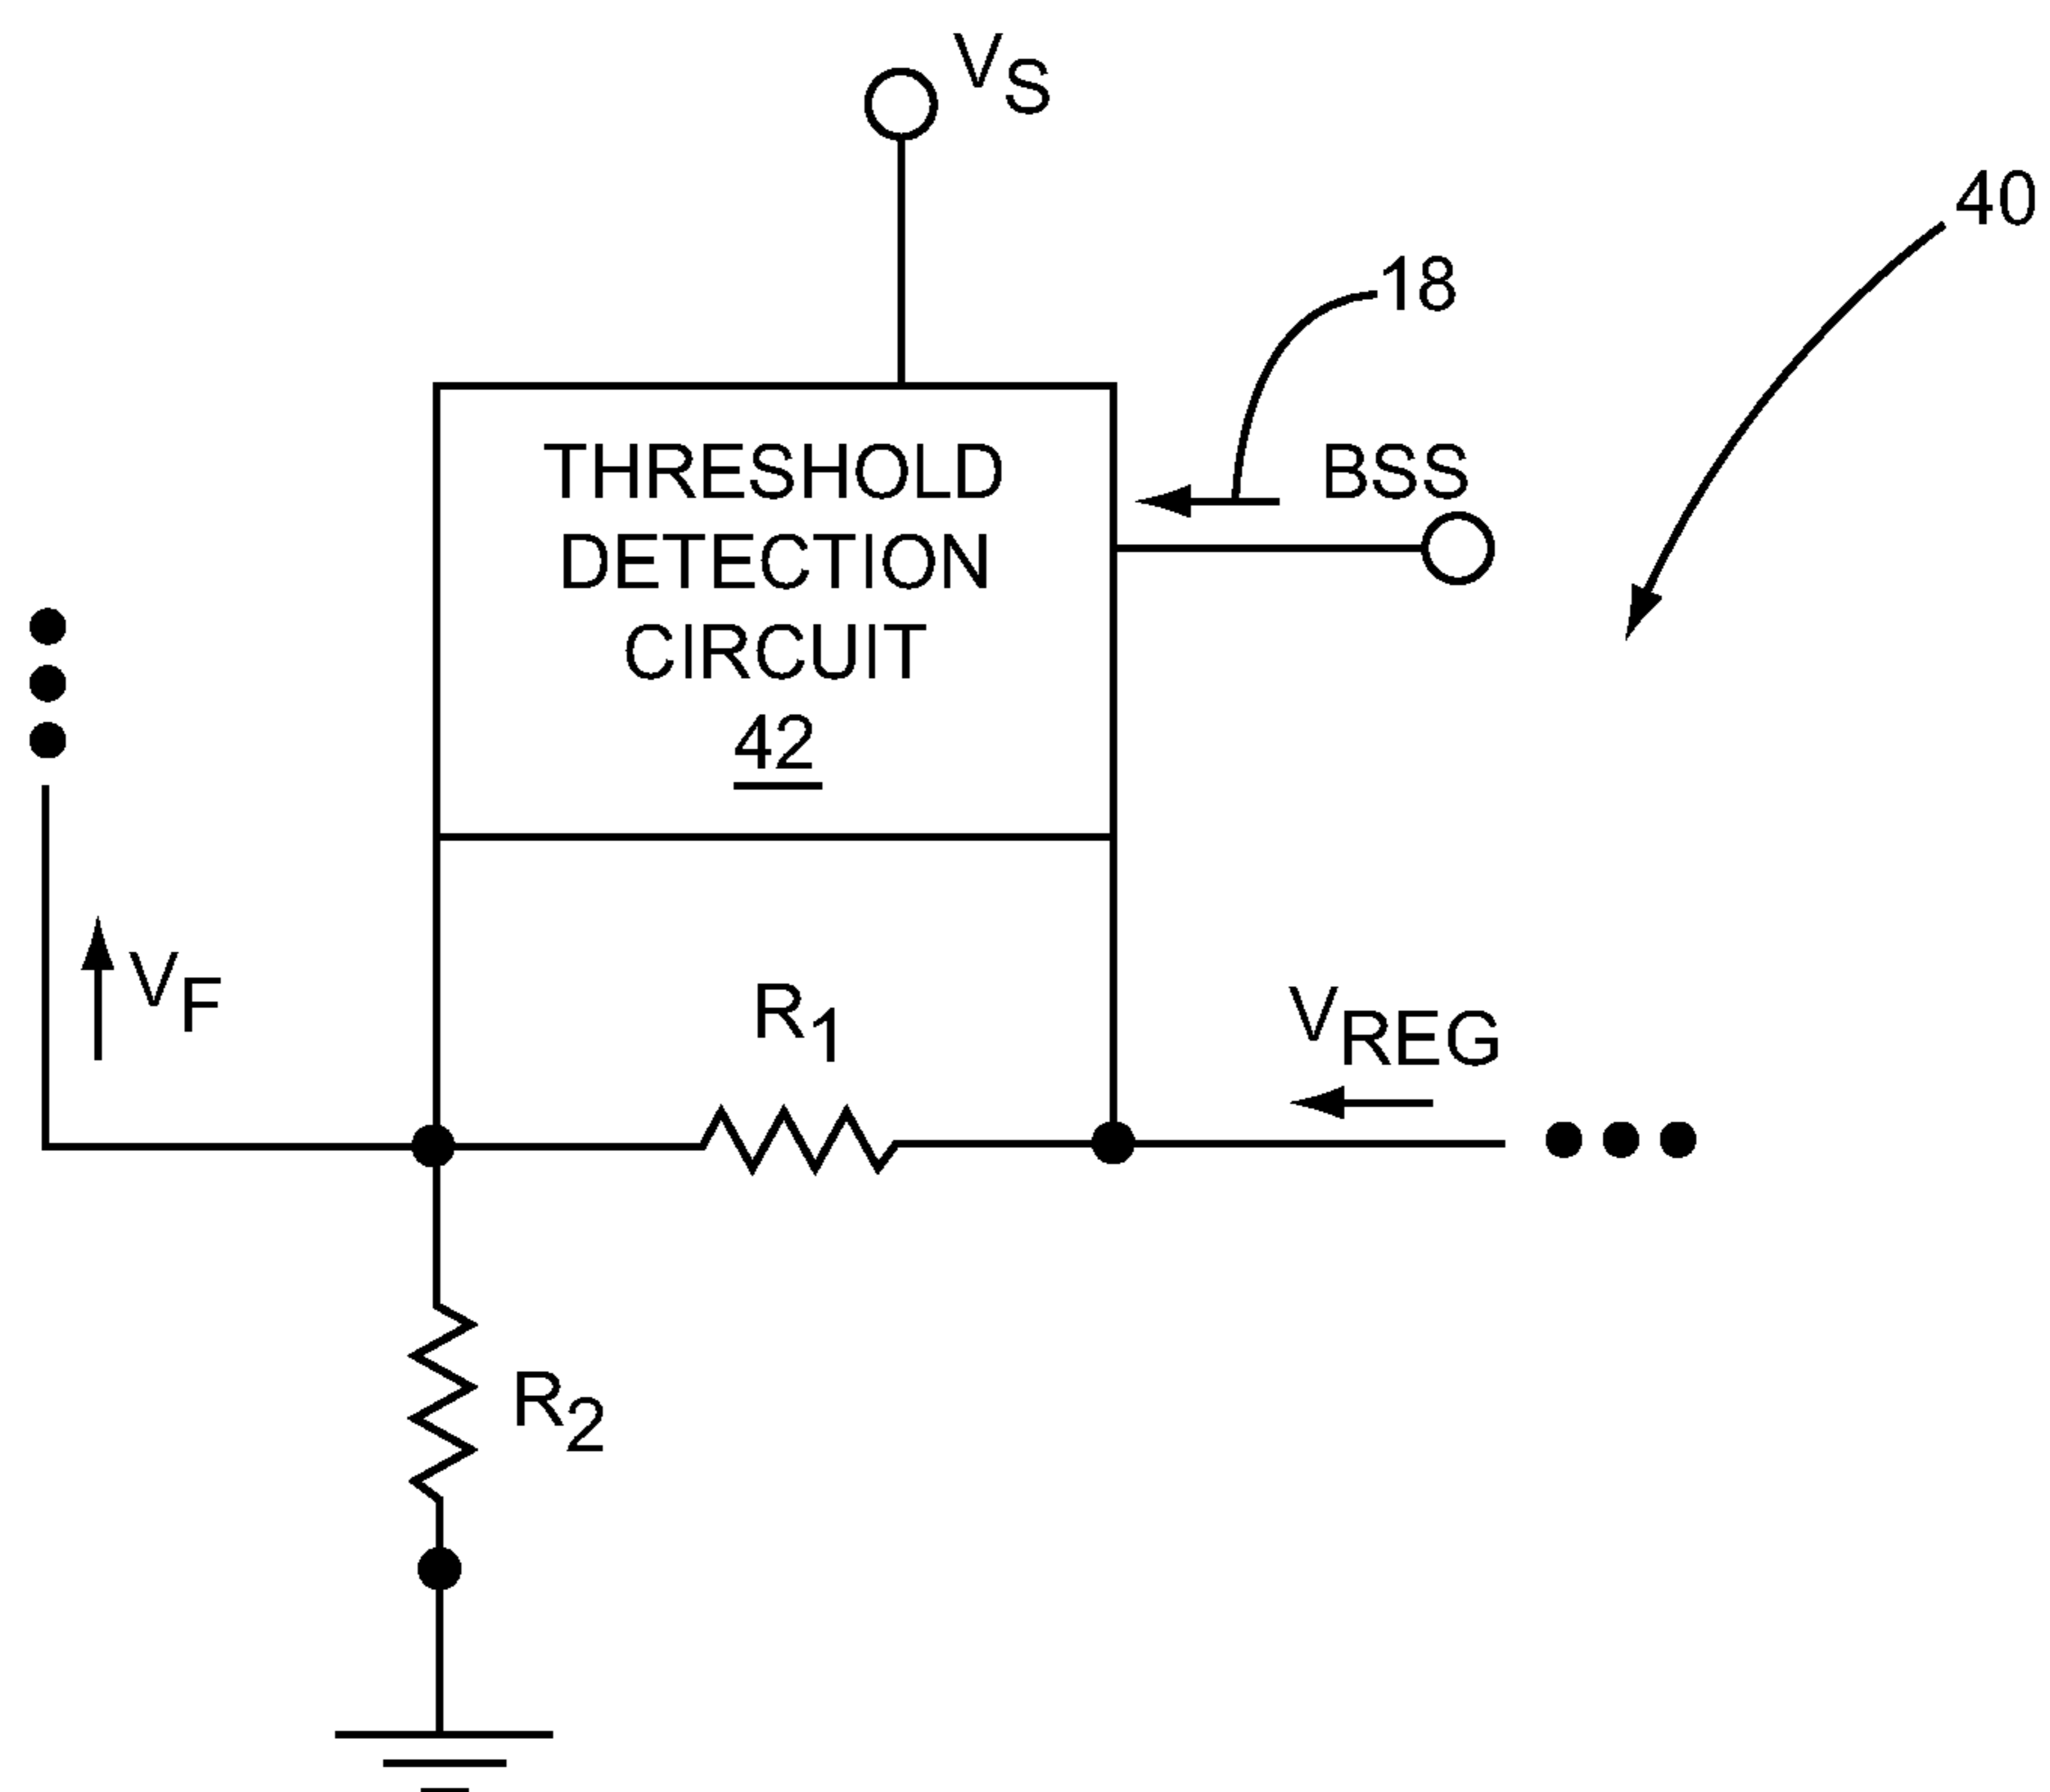 VS
40
18
BSS
THRESHOLD
DETECTION
CIRCUIT
42
VF
R1
VREG
R2